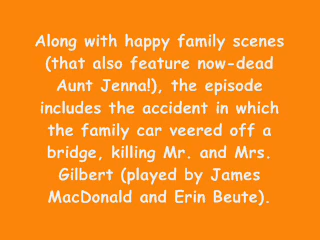 Along with happy family scenes
(that also feature now-dead
Aunt Jenna!), the episode
includes the accident in which
the family car veered off a
bridge, killing Mr. and Mrs.
Gilbert (played by James
MacDonald and Erin Beute).